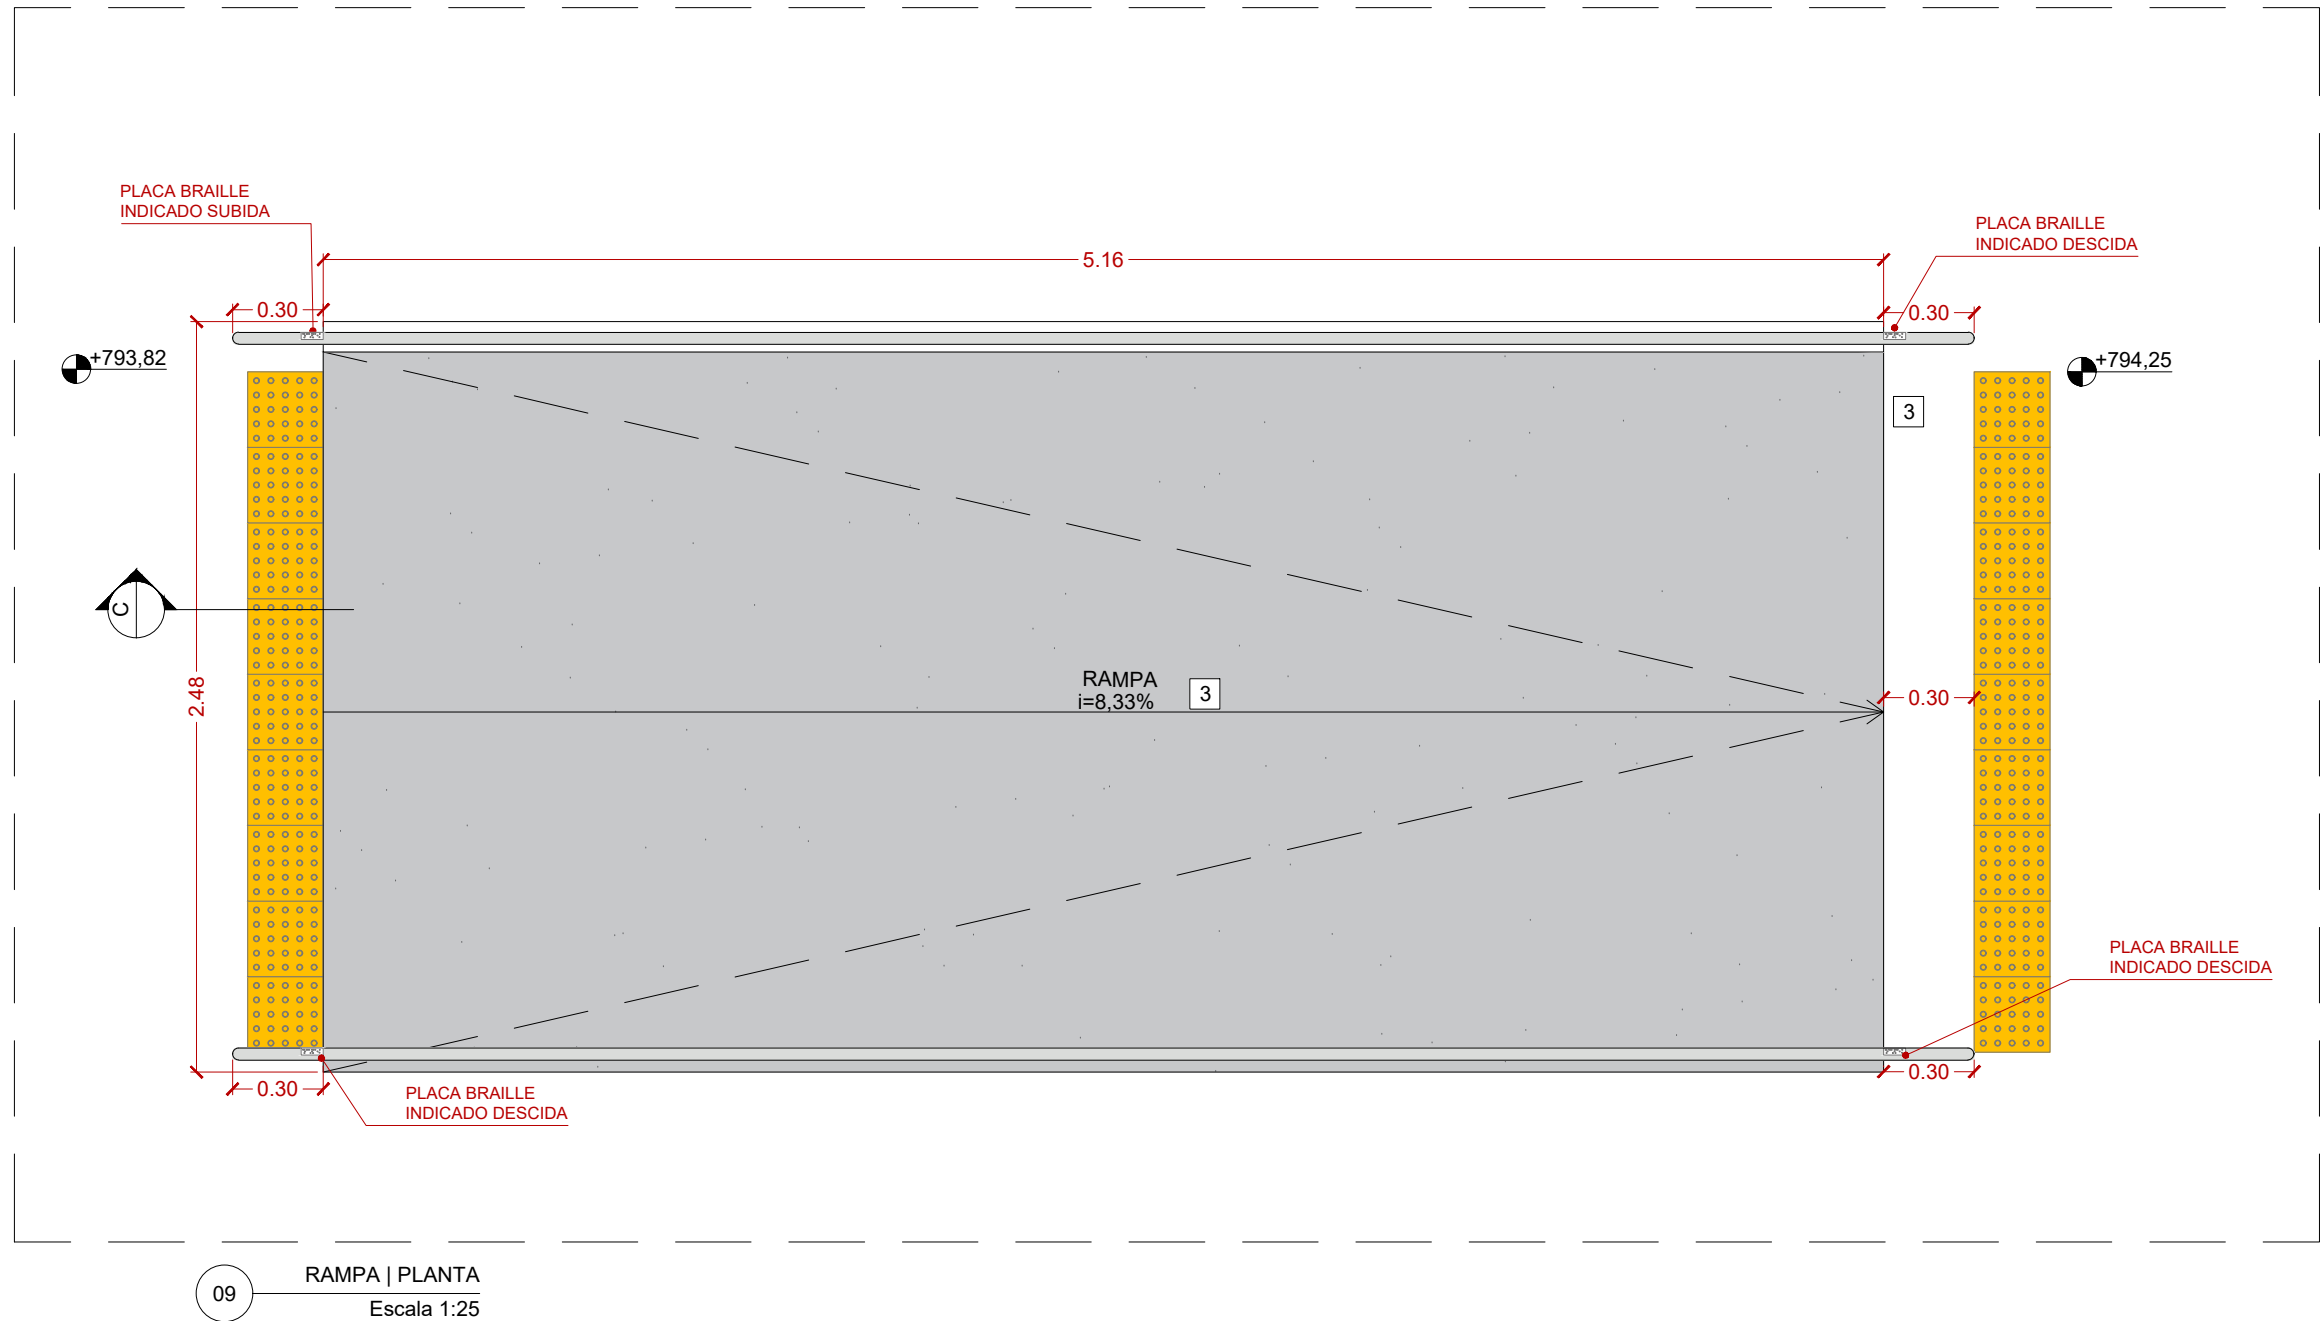 PLACA BRAILLE
INDICADO SUBIDA
PLACA BRAILLE
INDICADO DESCIDA
5.16
0.30
0.30
+793,82
+794,25
3
C
2.48
RAMPA
i=8,33%
3
0.30
PLACA BRAILLE
INDICADO DESCIDA
0.30
0.30
PLACA BRAILLE
INDICADO DESCIDA
09
RAMPA | PLANTA
Escala 1:25